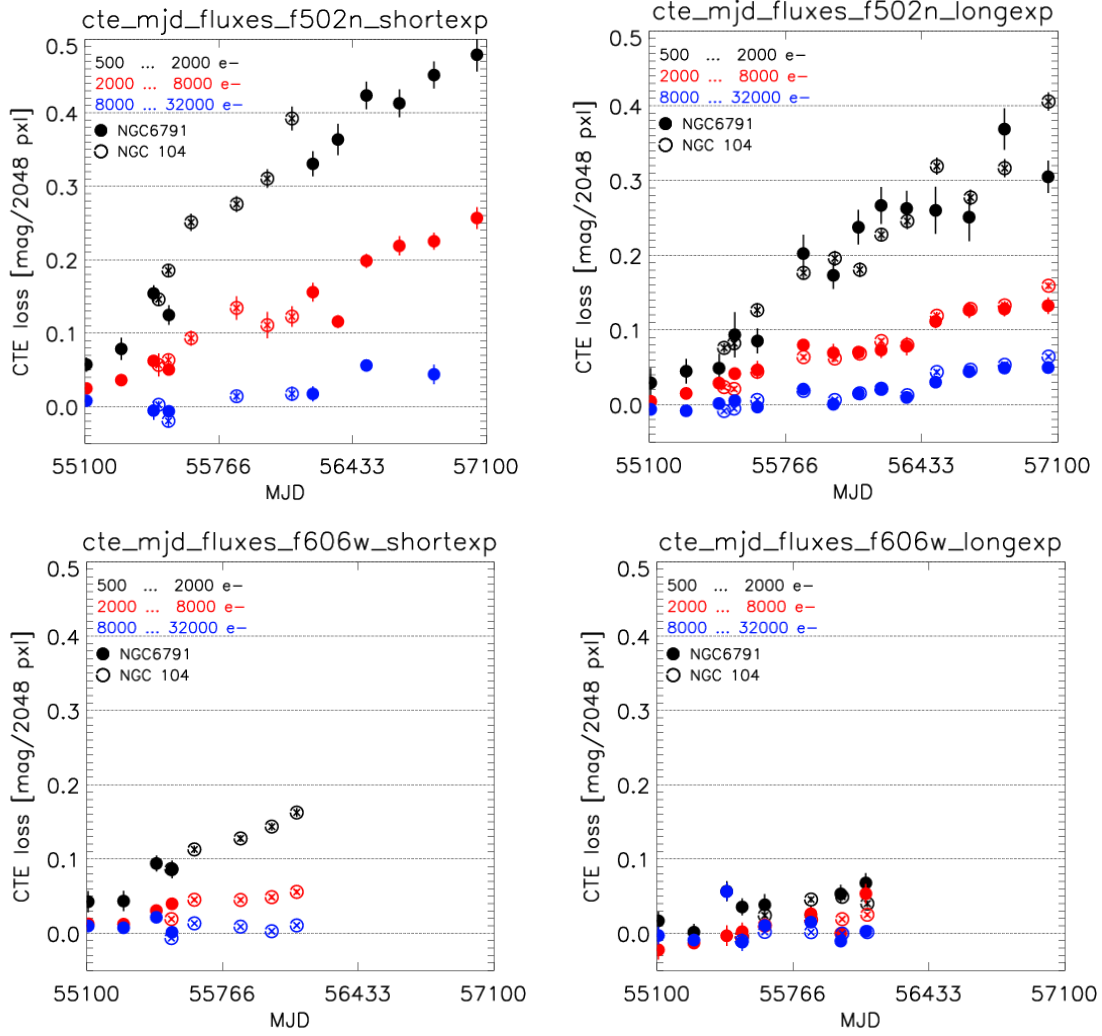 cte_mjd_fluxes_f502n_shortexp
0.5
0.4
0.3
0.2
0.1
0.0
CTE loss [mag/2048 pxl]
500 ... 2000 e−
2000 ... 8000 e−
8000 ... 32000 e−
NGC6791
NGC 104
55100 55766 56433 57100
MJD
cte_mjd_fluxes_f502n_longexp
0.5
0.4
0.3
0.2
0.1
0.0
CTE loss [mag/2048 pxl]
500 ... 2000 e−
2000 ... 8000 e−
8000 ... 32000 e−
NGC6791
NGC 104
55100 55766 56433 57100
MJD
cte_mjd_fluxes_f606w_shortexp
0.5
0.4
0.3
0.2
0.1
0.0
CTE loss [mag/2048 pxl]
500 ... 2000 e−
2000 ... 8000 e−
8000 ... 32000 e−
NGC6791
NGC 104
55100 55766 56433 57100
MJD
cte_mjd_fluxes_f606w_longexp
0.5
0.4
0.3
0.2
0.1
0.0
CTE loss [mag/2048 pxl]
500 ... 2000 e−
2000 ... 8000 e−
8000 ... 32000 e−
NGC6791
NGC 104
55100 55766 56433 57100
MJD